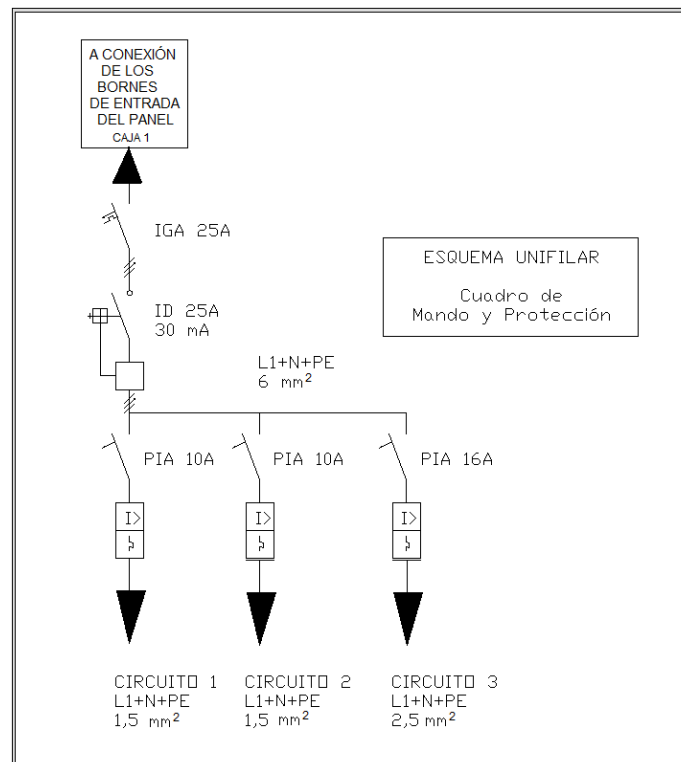 A CONEXIÓN
DE LOS
BORNES
DE ENTRADA
DEL PANEL
CAJA 1
IGA 25A
ESQUEMA UNIFILAR
Cuadro de
Mando y Protección
ID 25A
30 mA
L1+N+PE
6 mm²
PIA 10A
PIA 10A
PIA 16A
I>
I>
I>
CIRCUITO 1
L1+N+PE
1,5 mm²
CIRCUITO 2
L1+N+PE
1,5 mm²
CIRCUITO 3
L1+N+PE
2,5 mm²